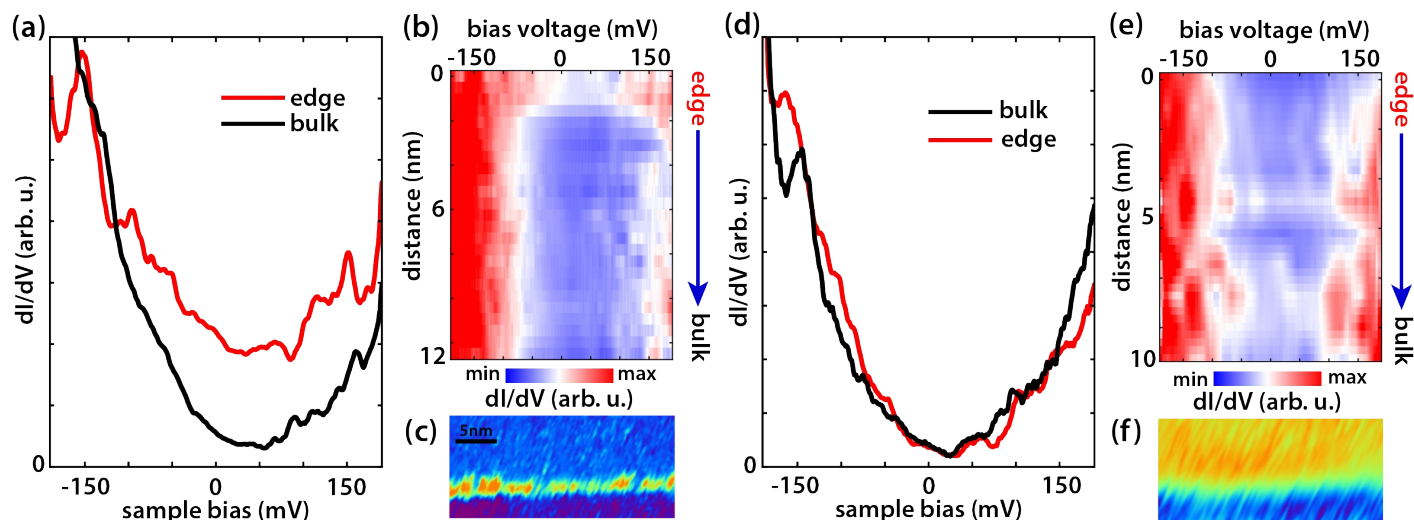 (a)
dI/dV (arb. u.)
0
edge
bulk
-150
0
150
sample bias (mV)
(b)
bias voltage (mV)
-150
0
150
0
6
12
distance (nm)
edge
bulk
min
max
dI/dV (arb. u.)
(c)
5nm
(d)
dI/dV (arb. u.)
0
bulk
edge
-150
0
150
sample bias (mV)
(e)
bias voltage (mV)
-150
0
150
0
5
10
distance (nm)
edge
bulk
min
max
dI/dV (arb. u.)
(f)